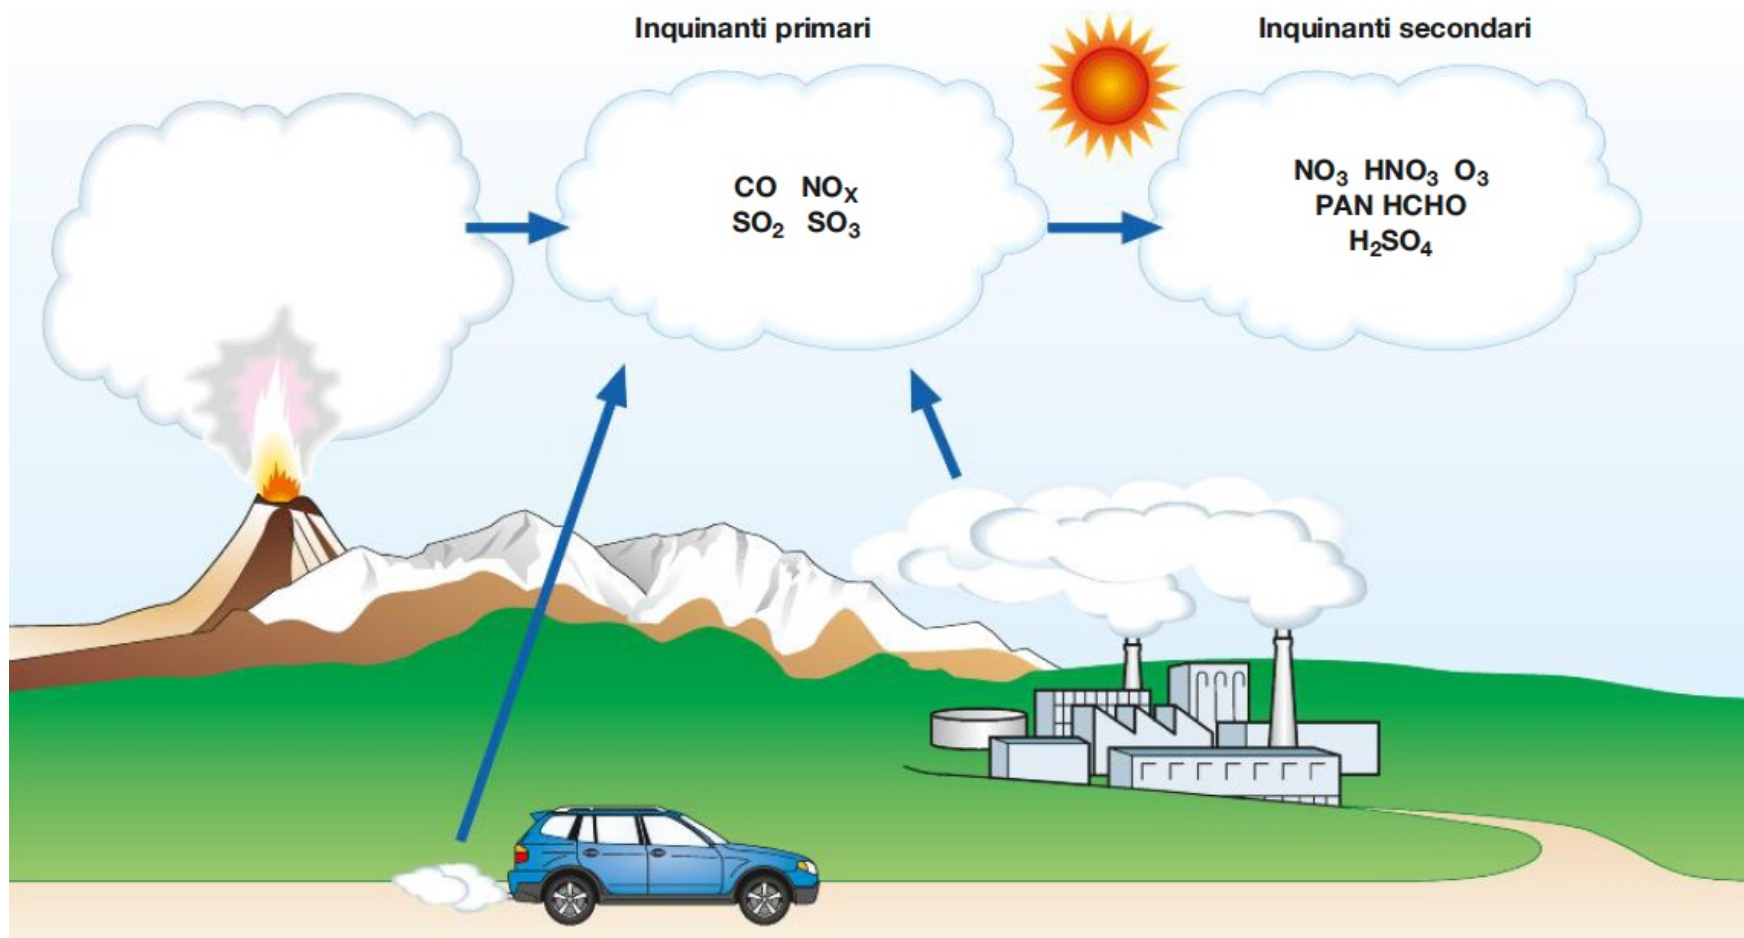 Inquinanti primari
Inquinanti secondari
CO NOX
SO2 SO3
NO3 HNO3 O3
PAN HCHO
H2SO4